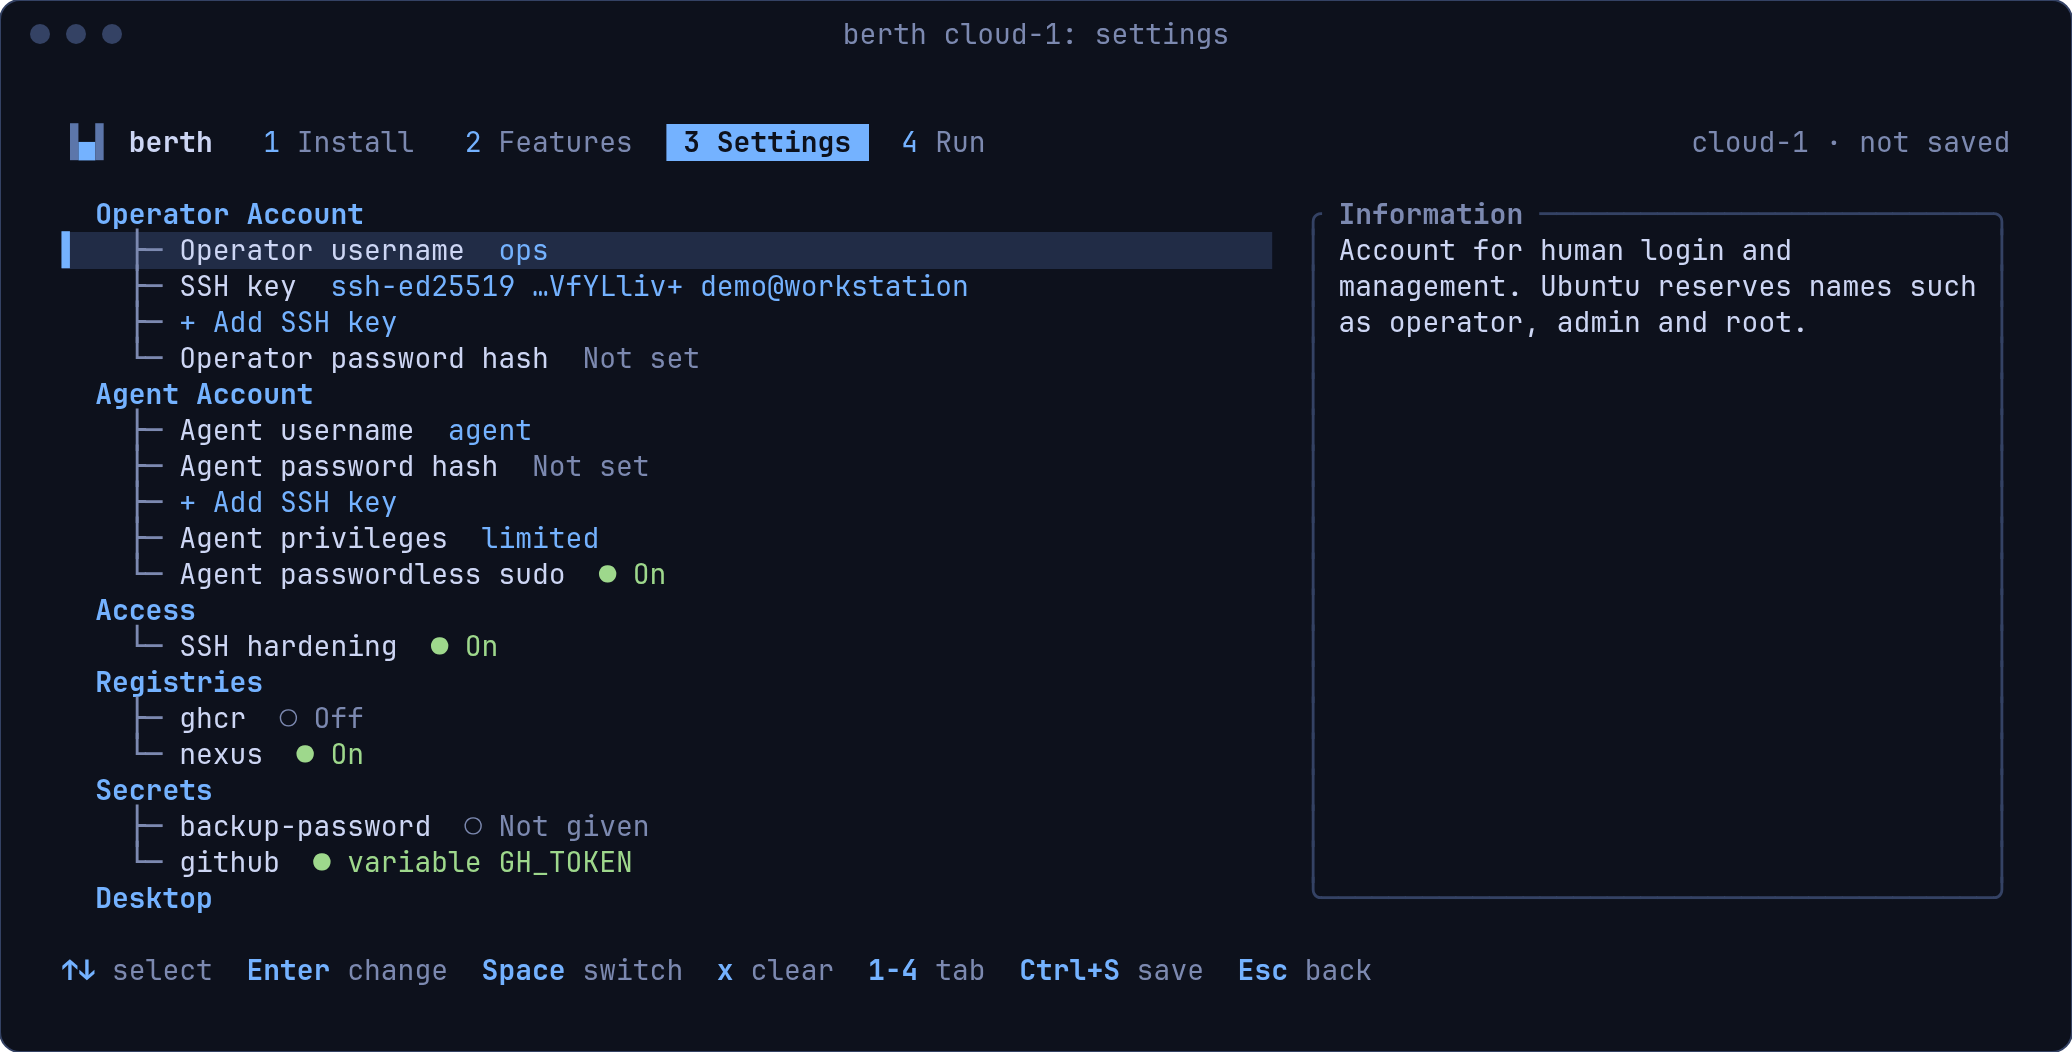 berth cloud-1: settings
berth 1 Install 2 Features 3 Settings 4 Run cloud-1 · not saved
Operator Account
Operator username ops
SSH key ssh-ed25519 …VfYLliv+ demo@workstation
+ Add SSH key
Operator password hash Not set
Agent Account
Agent username agent
Agent password hash Not set
+ Add SSH key
Agent privileges limited
Agent passwordless sudo ● On
Access
SSH hardening ● On
Registries
ghcr ○ Off
nexus ● On
Secrets
backup-password ○ Not given
github ● variable GH_TOKEN
Desktop
Information
Account for human login and
management. Ubuntu reserves names such
as operator, admin and root.
↑↓ select Enter change Space switch x clear 1-4 tab Ctrl+S save Esc back